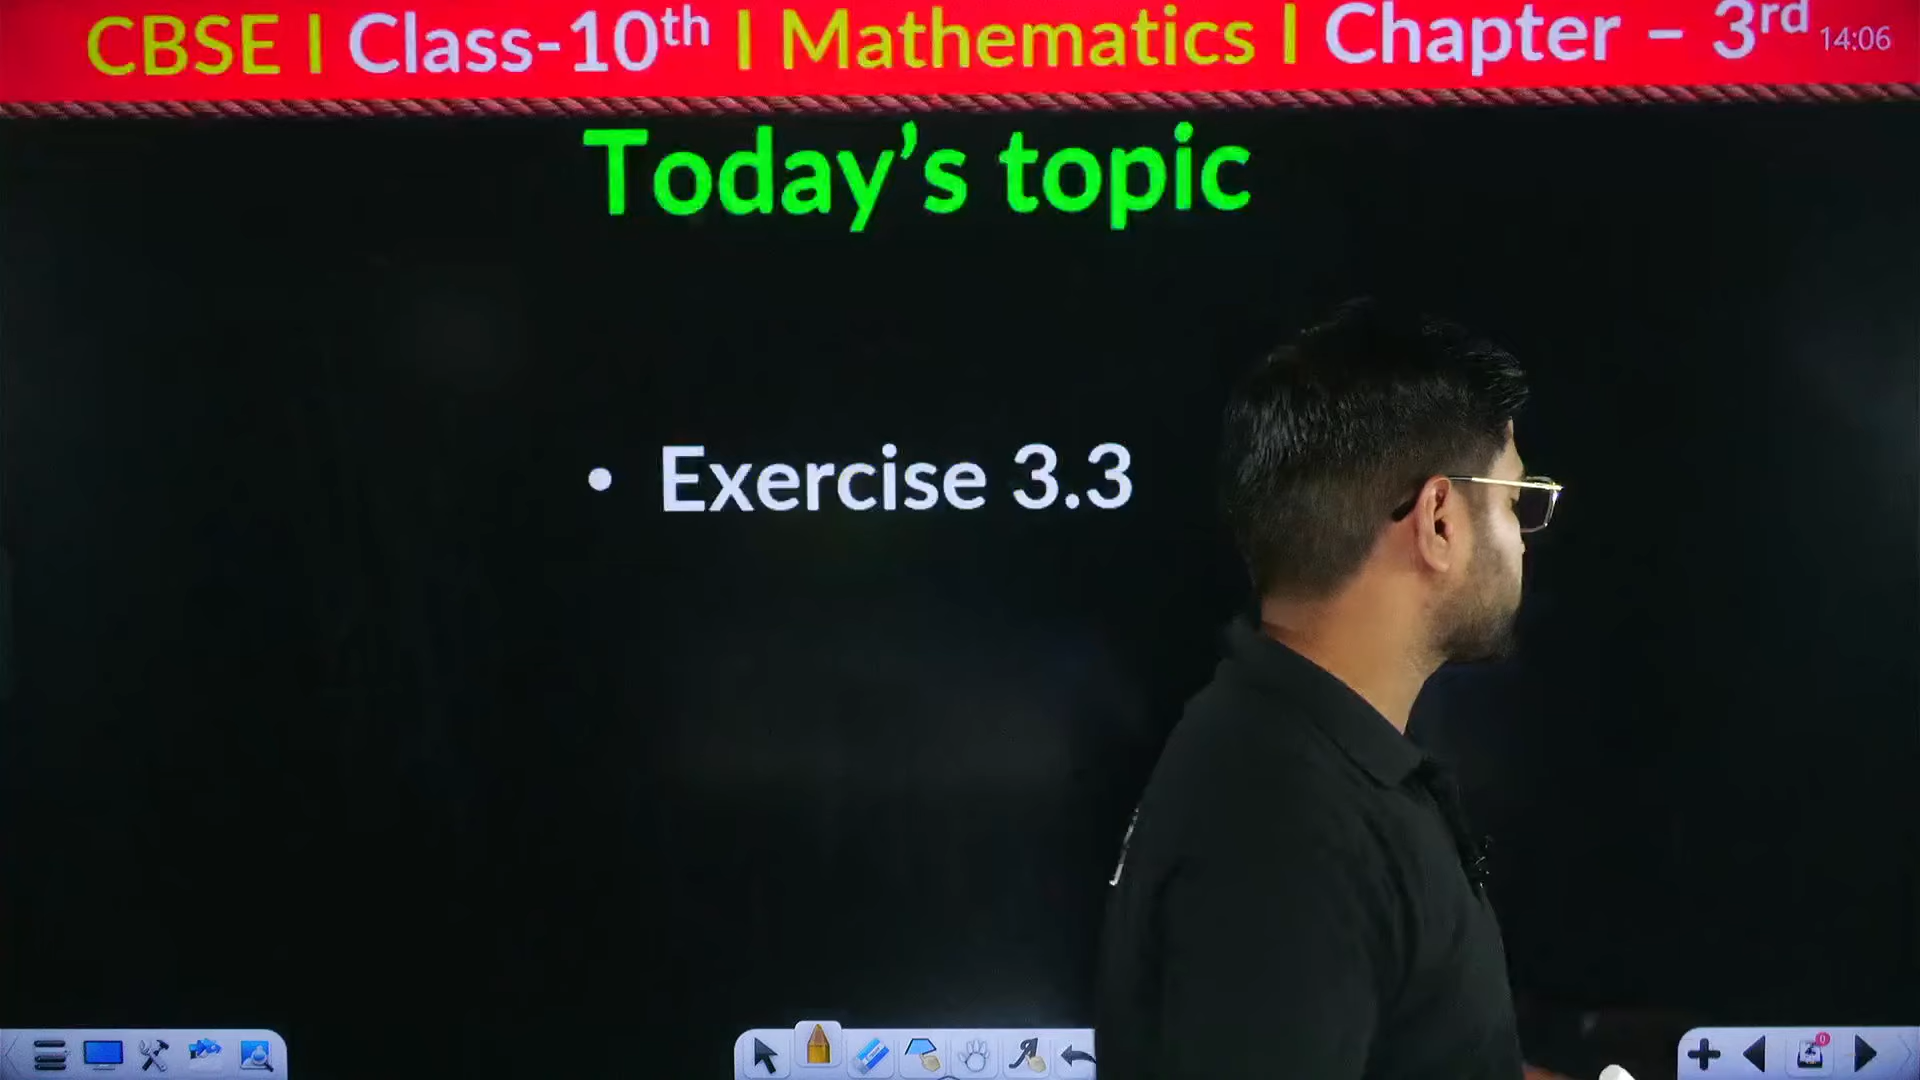 CBSE I Class-10th I Mathematics I Chapter – 3rd 14:06
Today's topic
• Exercise 3.3